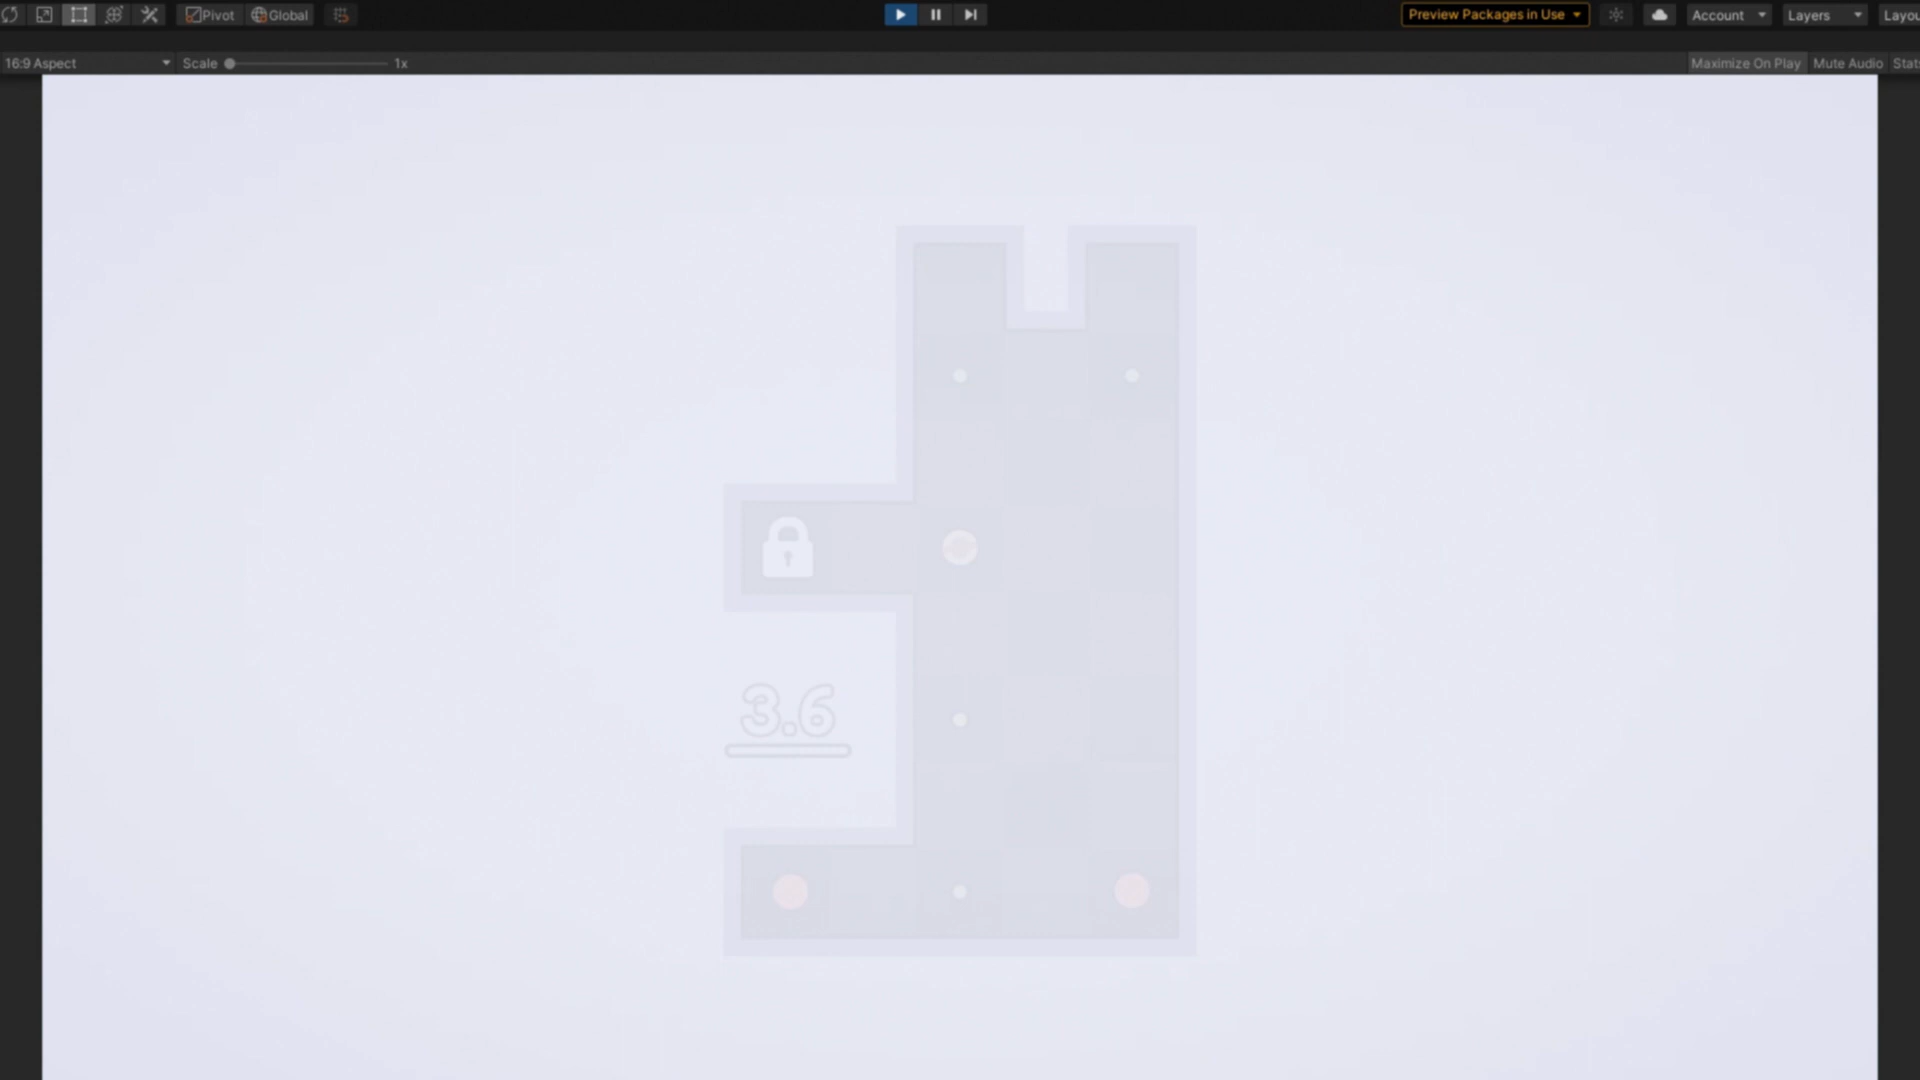 Pivot Global Preview Packages in Use Account Layers Layou
16:9 Aspect Scale 1x Maximize On Play Mute Audio Stats
3.6